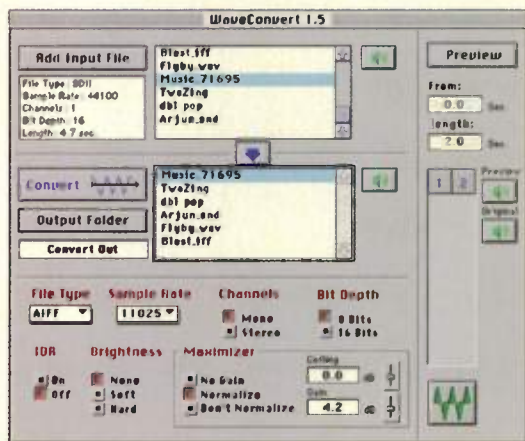 WaveConvert 1.5
Add Input File
File Type: SDII
Sample Rate: 44100
Channels: 1
Bit Depth: 16
Length: 4.7 sec
Blast.iff
Flyby.wav
Music 71695
TwoZing
dbl pop
Arjun.snd
Convert
Output Folder
Convert Out
Music 71695
TwoZing
dbl pop
Arjun.snd
Flyby.wav
Blast.iff
Preview
From:
0.0 Sec
length:
2.0 Sec
1 2
Preview
Original
File Type
AIFF
Sample Rate
11025
Channels
Mono
Stereo
Bit Depth
8 Bits
16 Bits
IDR
On
Off
Brightness
None
Soft
Hard
Maximizer
No Gain
Normalize
Don't Normalize
Ceiling
0.0 dB
Gain
4.2 dB